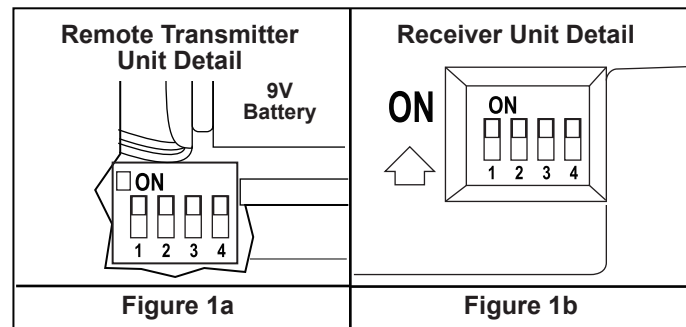 Remote Transmitter
Unit Detail
9V
Battery
ON
1 2 3 4
Figure 1a
Receiver Unit Detail
ON
ON
1 2 3 4
Figure 1b